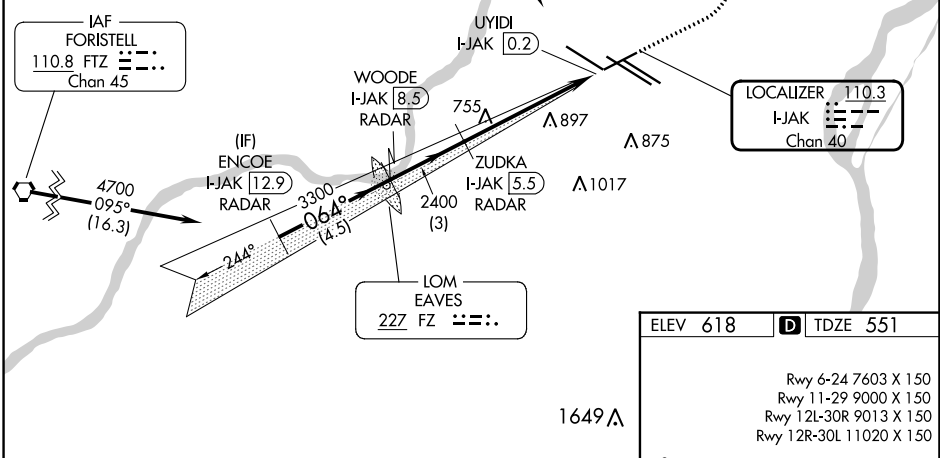 IAF
FORISTELL
110.8 FTZ
Chan 45
UYIDI
I-JAK 0.2
WOODE
I-JAK 8.5
RADAR
755
897
875
LOCALIZER 110.3
I-JAK
Chan 40
(IF)
ENCOE
I-JAK 12.9
RADAR
ZUDKA
I-JAK 5.5
RADAR
1017
4700
095°
(16.3)
3300
064°
(4.5)
2400
(3)
244°
LOM
EAVES
227 FZ
1649
ELEV 618 D TDZE 551
Rwy 6-24 7603 X 150
Rwy 11-29 9000 X 150
Rwy 12L-30R 9013 X 150
Rwy 12R-30L 11020 X 150